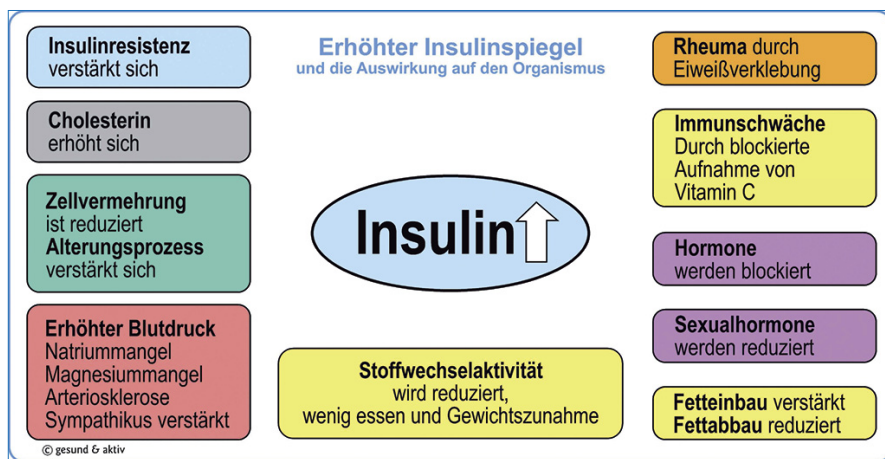 Erhöhter Insulinspiegel
und die Auswirkung auf den Organismus
Insulinresistenz
verstärkt sich
Cholesterin
erhöht sich
Zellvermehrung
ist reduziert
Alterungsprozess
verstärkt sich
Erhöhter Blutdruck
Natriummangel
Magnesiummangel
Arteriosklerose
Sympathikus verstärkt
Insulin
Stoffwechselaktivität
wird reduziert,
wenig essen und Gewichtszunahme
Rheuma durch
Eiweißverklebung
Immunschwäche
Durch blockierte
Aufnahme von
Vitamin C
Hormone
werden blockiert
Sexualhormone
werden reduziert
Fetteinbau verstärkt
Fettabbau reduziert
© gesund & aktiv